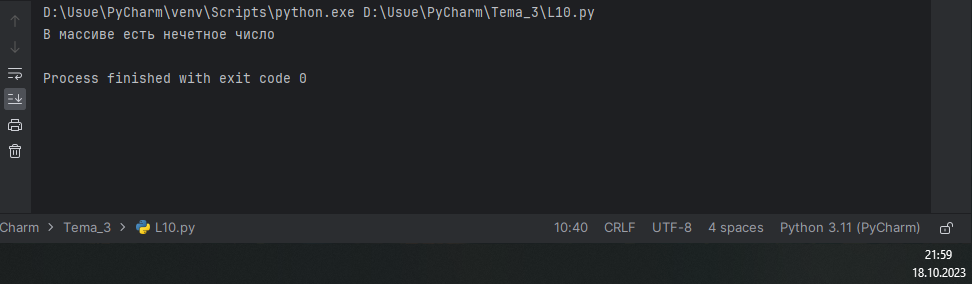 D:\Usue\PyCharm\venv\Scripts\python.exe D:\Usue\PyCharm\Tema_3\L10.py
В массиве есть нечетное число
Process finished with exit code 0
Charm > Tema_3 > L10.py 10:40 CRLF UTF-8 4 spaces Python 3.11 (PyCharm)
21:59
18.10.2023